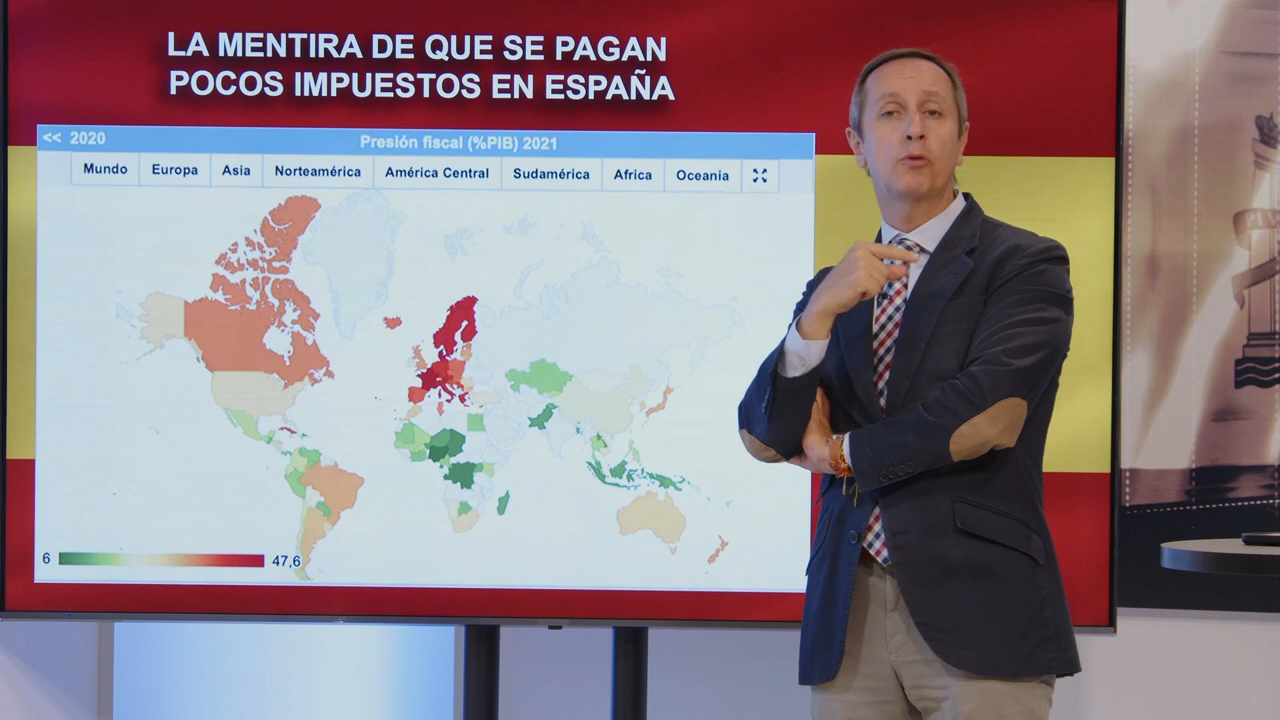 LA MENTIRA DE QUE SE PAGAN
POCOS IMPUESTOS EN ESPAÑA
<< 2020 Presión fiscal (%PIB) 2021
Mundo Europa Asia Norteamérica América Central Sudamérica Africa Oceania
6 47,6